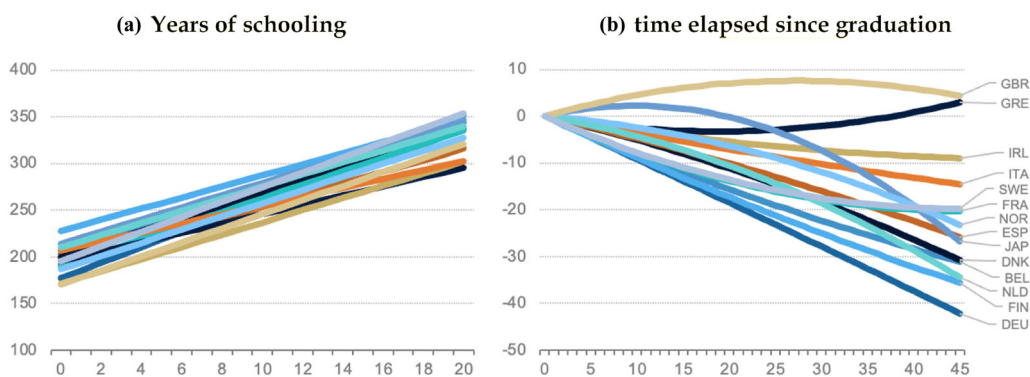 (a) Years of schooling
(b) time elapsed since graduation
400
350
300
250
200
150
100
0 2 4 6 8 10 12 14 16 18 20
10
0
-10
-20
-30
-40
-50
0 5 10 15 20 25 30 35 40 45
GBR
GRE
IRL
ITA
SWE
FRA
NOR
ESP
JAP
DNK
BEL
NLD
FIN
DEU